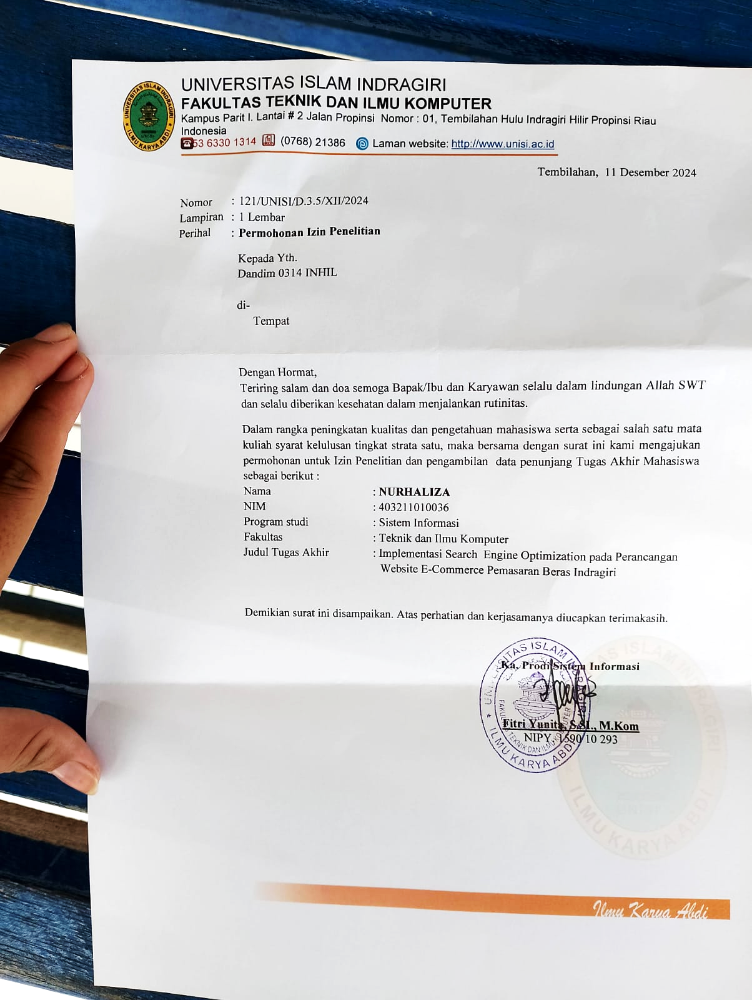 UNIVERSITAS ISLAM INDRAGIRI
FAKULTAS TEKNIK DAN ILMU KOMPUTER
Kampus Parit I. Lantai # 2 Jalan Propinsi Nomor : 01, Tembilahan Hulu Indragiri Hilir Propinsi Riau
Indonesia
53 6330 1314 (0768) 21386 Laman website: http://www.unisi.ac.id
UNIVERSITAS ISLAM INDRAGIRI
UNISI
ILMU KARYA ABDI
Tembilahan, 11 Desember 2024
Nomor : 121/UNISI/D.3.5/XII/2024
Lampiran : 1 Lembar
Perihal : Permohonan Izin Penelitian
Kepada Yth.
Dandim 0314 INHIL
di-
Tempat
Dengan Hormat,
Teriring salam dan doa semoga Bapak/Ibu dan Karyawan selalu dalam lindungan Allah SWT
dan selalu diberikan kesehatan dalam menjalankan rutinitas.
Dalam rangka peningkatan kualitas dan pengetahuan mahasiswa serta sebagai salah satu mata
kuliah syarat kelulusan tingkat strata satu, maka bersama dengan surat ini kami mengajukan
permohonan untuk Izin Penelitian dan pengambilan data penunjang Tugas Akhir Mahasiswa
sebagai berikut :
Nama : NURHALIZA
NIM : 403211010036
Program studi : Sistem Informasi
Fakultas : Teknik dan Ilmu Komputer
Judul Tugas Akhir : Implementasi Search Engine Optimization pada Perancangan
Website E-Commerce Pemasaran Beras Indragiri
Demikian surat ini disampaikan. Atas perhatian dan kerjasamanya diucapkan terimakasih.
Ka. Prodi Sistem Informasi
Fitri Yunita, S.SI., M.Kom
NIPY. 1590 10 293
UNIVERSITAS ISLAM INDRAGIRI
FAKULTAS TEKNIK DAN ILMU KOMPUTER
ILMU KARYA ABDI
ISLAM INDRAGIRI
ILMU KARYA ABDI
Ilmu Karya Abdi